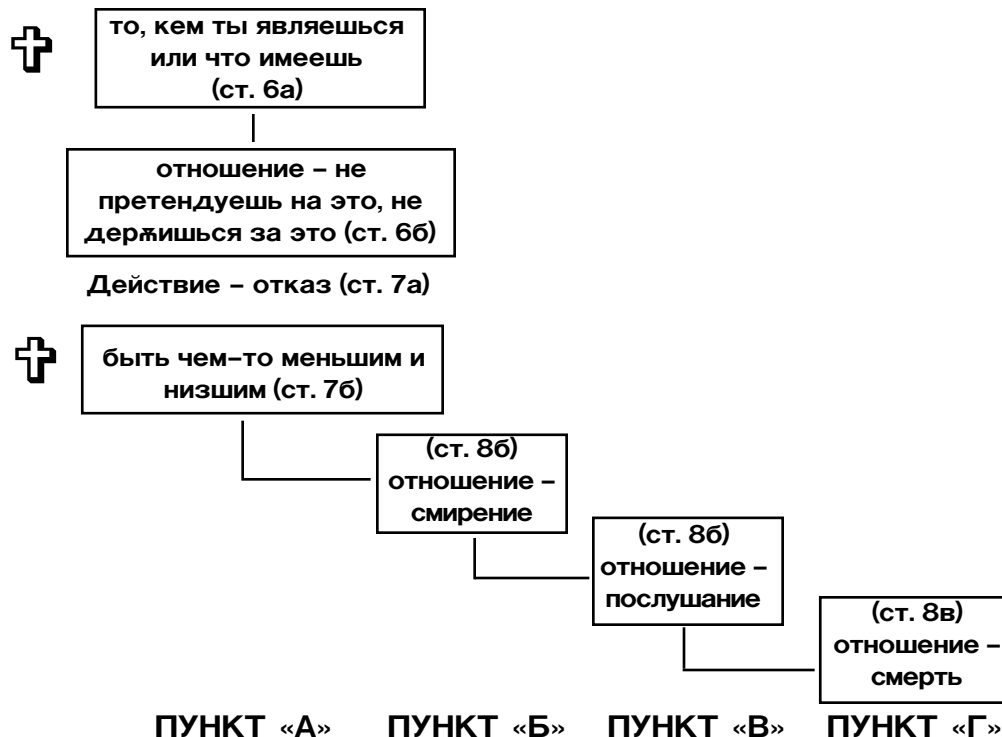 то, кем ты являешься
или что имеешь
(ст. 6а)
отношение – не
претендуешь на это, не
держишься за это (ст. 6б)
Действие – отказ (ст. 7а)
быть чем–то меньшим и
низшим (ст. 7б)
(ст. 8б)
отношение –
смирение
(ст. 8б)
отношение –
послушание
(ст. 8в)
отношение –
смерть
ПУНКТ «А» ПУНКТ «Б» ПУНКТ «В» ПУНКТ «Г»